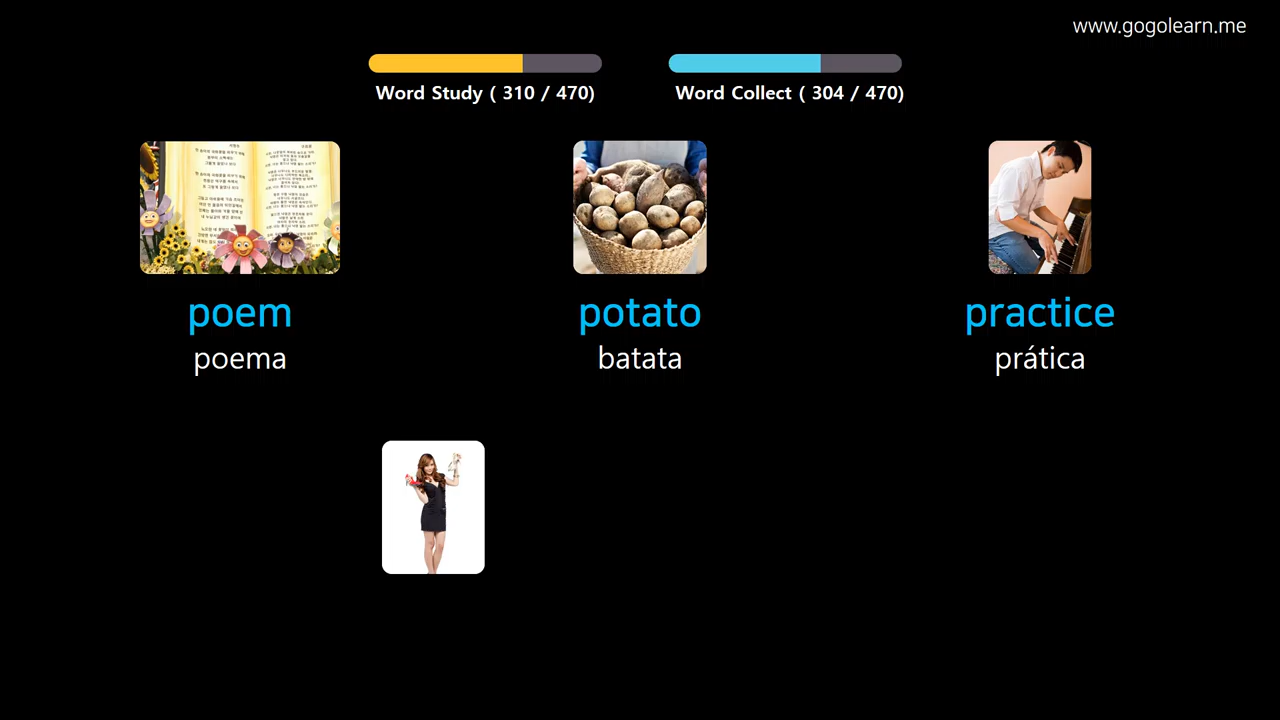 www.gogolearn.me
Word Study ( 310 / 470)
Word Collect ( 304 / 470)
poem
potato
practice
poema
batata
prática